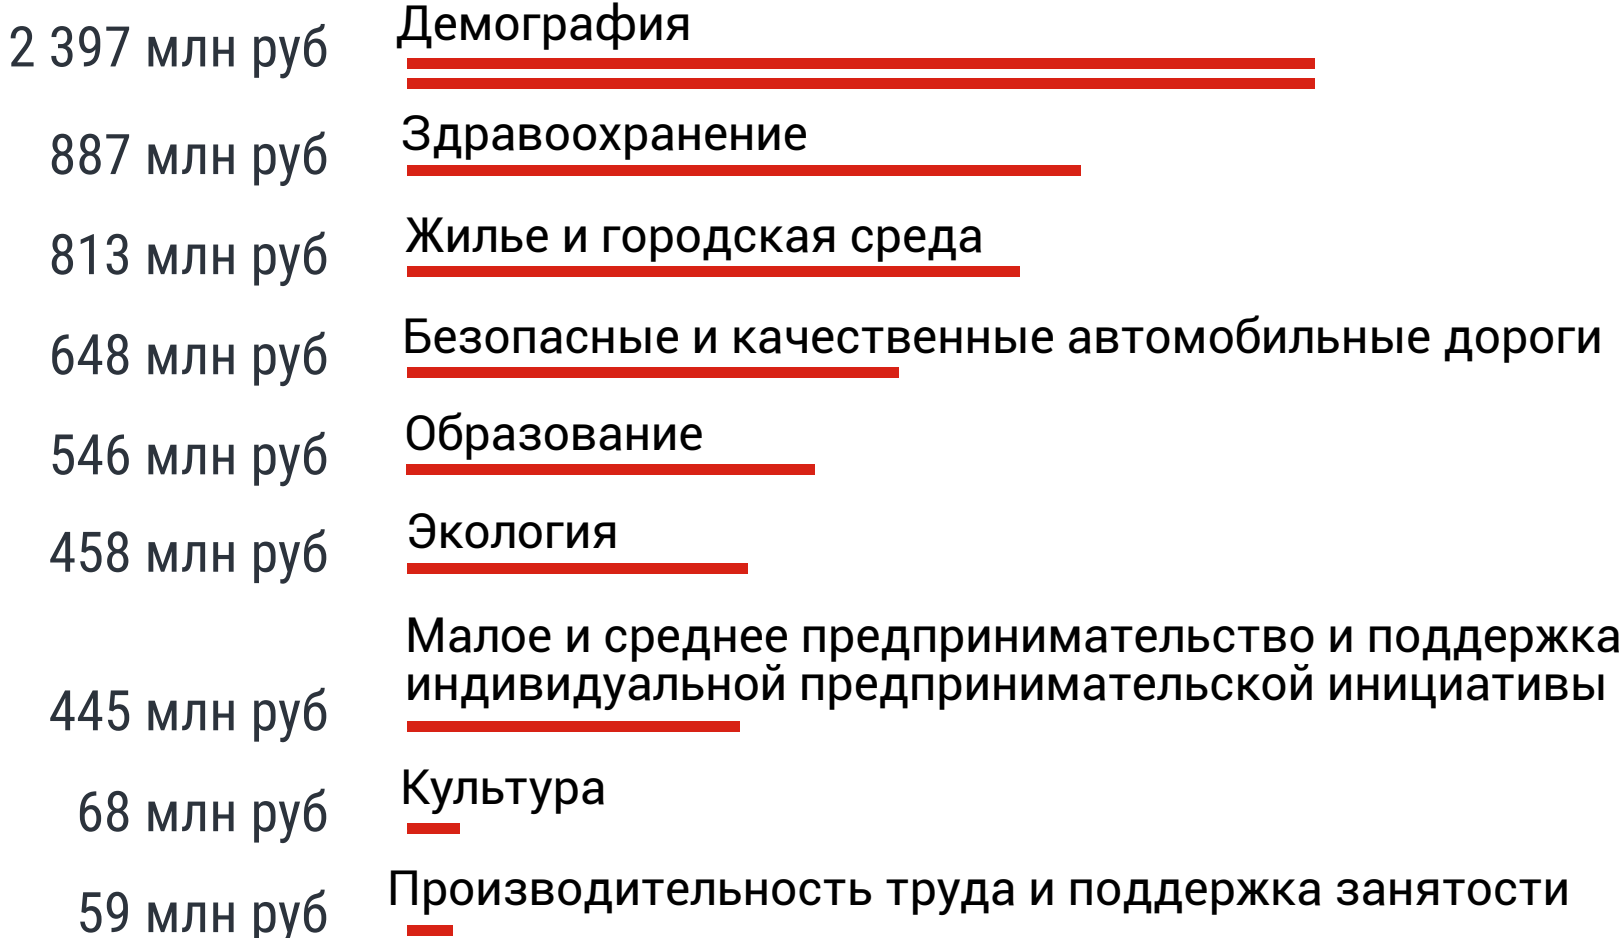 2 397 млн руб
Демография
887 млн руб
Здравоохранение
813 млн руб
Жилье и городская среда
648 млн руб
Безопасные и качественные автомобильные дороги
546 млн руб
Образование
458 млн руб
Экология
445 млн руб
Малое и среднее предпринимательство и поддержка
индивидуальной предпринимательской инициативы
68 млн руб
Культура
59 млн руб
Производительность труда и поддержка занятости